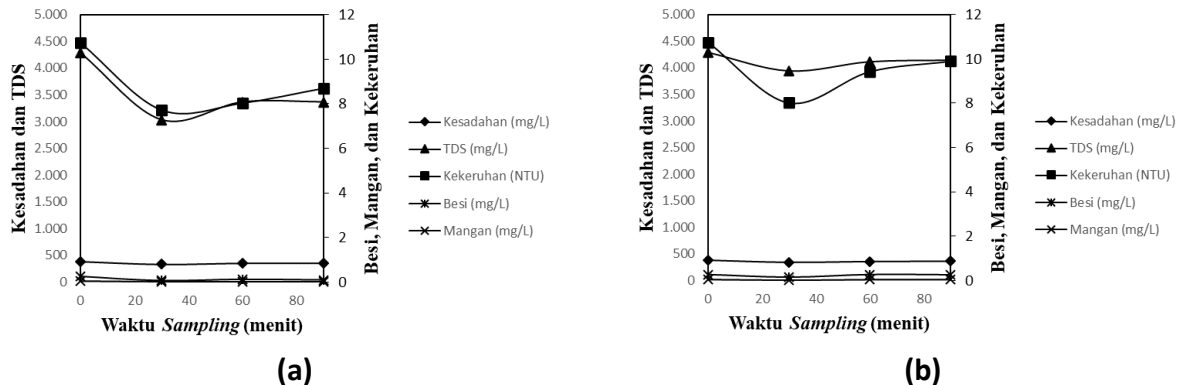 5.000
4.500
4.000
3.500
3.000
2.500
2.000
1.500
1.000
500
0
Kesadahan dan TDS
0 20 40 60 80
Waktu Sampling (menit)
12
10
8
6
4
2
0
Besi, Mangan, dan Kekeruhan
Kesadahan (mg/L)
TDS (mg/L)
Kekeruhan (NTU)
Besi (mg/L)
Mangan (mg/L)
(a)
5.000
4.500
4.000
3.500
3.000
2.500
2.000
1.500
1.000
500
0
Kesadahan dan TDS
0 20 40 60 80
Waktu Sampling (menit)
12
10
8
6
4
2
0
Besi, Mangan, dan Kekeruhan
Kesadahan (mg/L)
TDS (mg/L)
Kekeruhan (NTU)
Besi (mg/L)
Mangan (mg/L)
(b)